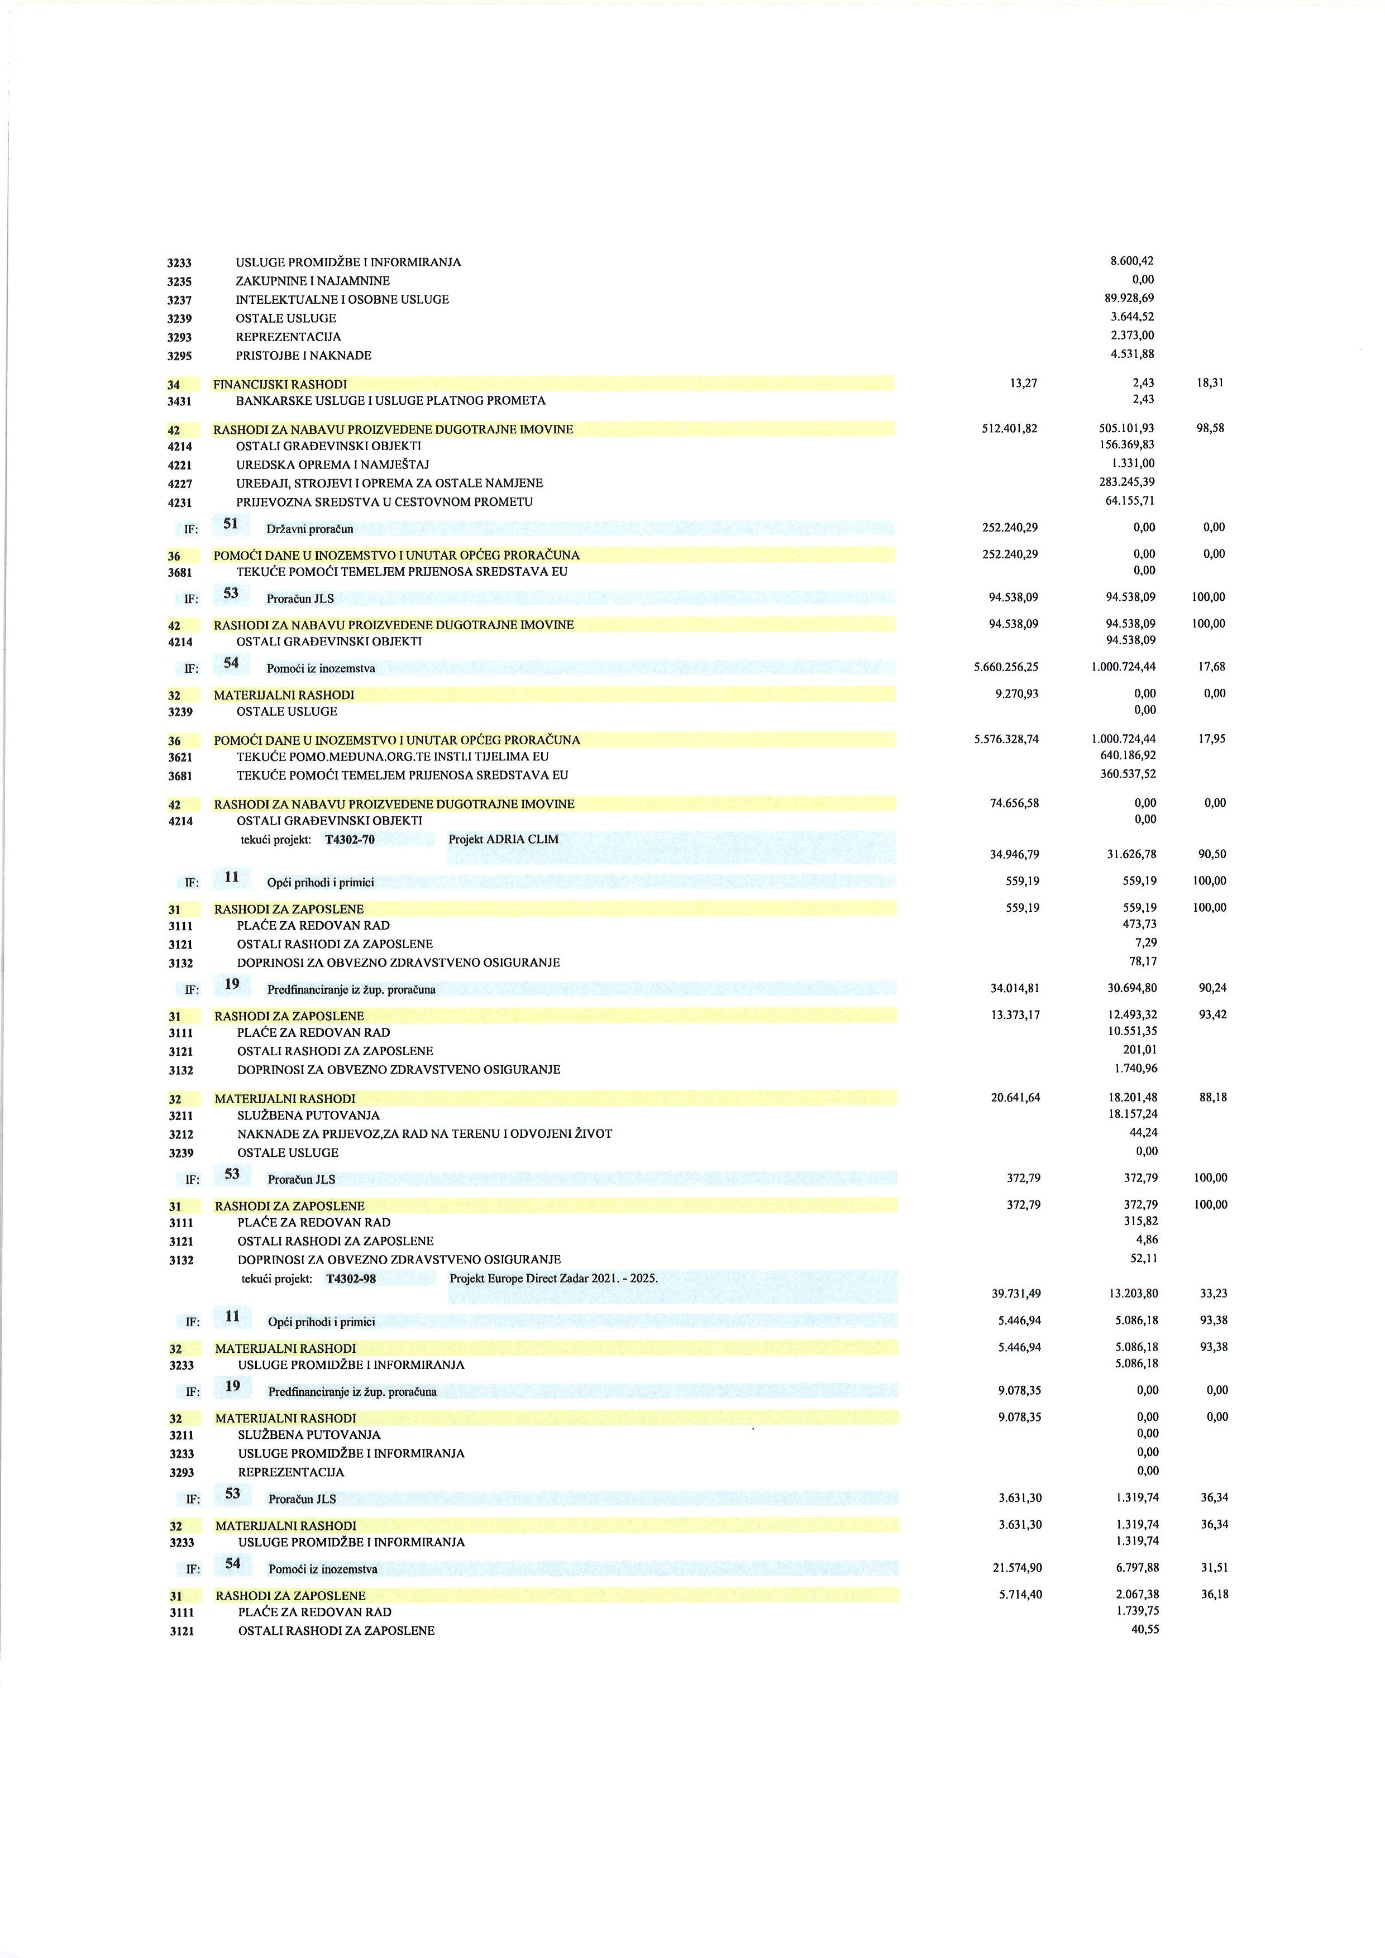 3233 USLUGE PROMIDŽBE I INFORMIRANJA 8.600,42
3235 ZAKUPNINE I NAJAMNINE 0,00
3237 INTELEKTUALNE I OSOBNE USLUGE 89.928,69
3239 OSTALE USLUGE 3.644,52
3293 REPREZENTACIJA 2.373,00
3295 PRISTOJBE I NAKNADE 4.531,88
34 FINANCIJSKI RASHODI 13,27 2,43 18,31
3431 BANKARSKE USLUGE I USLUGE PLATNOG PROMETA 2,43
42 RASHODI ZA NABAVU PROIZVEDENE DUGOTRAJNE IMOVINE 512.401,82 505.101,93 98,58
4214 OSTALI GRAĐEVINSKI OBJEKTI 156.369,83
4221 UREDSKA OPREMA I NAMJEŠTAJ 1.331,00
4227 UREĐAJI, STROJEVI I OPREMA ZA OSTALE NAMJENE 283.245,39
4231 PRIJEVOZNA SREDSTVA U CESTOVNOM PROMETU 64.155,71
IF: 51 Državni proračun 252.240,29 0,00 0,00
36 POMOĆI DANE U INOZEMSTVO I UNUTAR OPĆEG PRORAČUNA 252.240,29 0,00 0,00
3681 TEKUĆE POMOĆI TEMELJEM PRIJENOSA SREDSTAVA EU 0,00
IF: 53 Proračun JLS 94.538,09 94.538,09 100,00
42 RASHODI ZA NABAVU PROIZVEDENE DUGOTRAJNE IMOVINE 94.538,09 94.538,09 100,00
4214 OSTALI GRAĐEVINSKI OBJEKTI 94.538,09
IF: 54 Pomoći iz inozemstva 5.660.256,25 1.000.724,44 17,68
32 MATERIJALNI RASHODI 9.270,93 0,00 0,00
3239 OSTALE USLUGE 0,00
36 POMOĆI DANE U INOZEMSTVO I UNUTAR OPĆEG PRORAČUNA 5.576.328,74 1.000.724,44 17,95
3621 TEKUĆE POMO.MEĐUNA.ORG.TE INSTI.I TIJELIMA EU 640.186,92
3681 TEKUĆE POMOĆI TEMELJEM PRIJENOSA SREDSTAVA EU 360.537,52
42 RASHODI ZA NABAVU PROIZVEDENE DUGOTRAJNE IMOVINE 74.656,58 0,00 0,00
4214 OSTALI GRAĐEVINSKI OBJEKTI 0,00
tekući projekt: T4302-70 Projekt ADRIA CLIM
34.946,79 31.626,78 90,50
IF: 11 Opći prihodi i primici 559,19 559,19 100,00
31 RASHODI ZA ZAPOSLENE 559,19 559,19 100,00
3111 PLAĆE ZA REDOVAN RAD 473,73
3121 OSTALI RASHODI ZA ZAPOSLENE 7,29
3132 DOPRINOSI ZA OBVEZNO ZDRAVSTVENO OSIGURANJE 78,17
IF: 19 Predfinanciranje iz žup. proračuna 34.014,81 30.694,80 90,24
31 RASHODI ZA ZAPOSLENE 13.373,17 12.493,32 93,42
3111 PLAĆE ZA REDOVAN RAD 10.551,35
3121 OSTALI RASHODI ZA ZAPOSLENE 201,01
3132 DOPRINOSI ZA OBVEZNO ZDRAVSTVENO OSIGURANJE 1.740,96
32 MATERIJALNI RASHODI 20.641,64 18.201,48 88,18
3211 SLUŽBENA PUTOVANJA 18.157,24
3212 NAKNADE ZA PRIJEVOZ,ZA RAD NA TERENU I ODVOJENI ŽIVOT 44,24
3239 OSTALE USLUGE 0,00
IF: 53 Proračun JLS 372,79 372,79 100,00
31 RASHODI ZA ZAPOSLENE 372,79 372,79 100,00
3111 PLAĆE ZA REDOVAN RAD 315,82
3121 OSTALI RASHODI ZA ZAPOSLENE 4,86
3132 DOPRINOSI ZA OBVEZNO ZDRAVSTVENO OSIGURANJE 52,11
tekući projekt: T4302-98 Projekt Europe Direct Zadar 2021. - 2025.
39.731,49 13.203,80 33,23
IF: 11 Opći prihodi i primici 5.446,94 5.086,18 93,38
32 MATERIJALNI RASHODI 5.446,94 5.086,18 93,38
3233 USLUGE PROMIDŽBE I INFORMIRANJA 5.086,18
IF: 19 Predfinanciranje iz žup. proračuna 9.078,35 0,00 0,00
32 MATERIJALNI RASHODI 9.078,35 0,00 0,00
3211 SLUŽBENA PUTOVANJA 0,00
3233 USLUGE PROMIDŽBE I INFORMIRANJA 0,00
3293 REPREZENTACIJA 0,00
IF: 53 Proračun JLS 3.631,30 1.319,74 36,34
32 MATERIJALNI RASHODI 3.631,30 1.319,74 36,34
3233 USLUGE PROMIDŽBE I INFORMIRANJA 1.319,74
IF: 54 Pomoći iz inozemstva 21.574,90 6.797,88 31,51
31 RASHODI ZA ZAPOSLENE 5.714,40 2.067,38 36,18
3111 PLAĆE ZA REDOVAN RAD 1.739,75
3121 OSTALI RASHODI ZA ZAPOSLENE 40,55